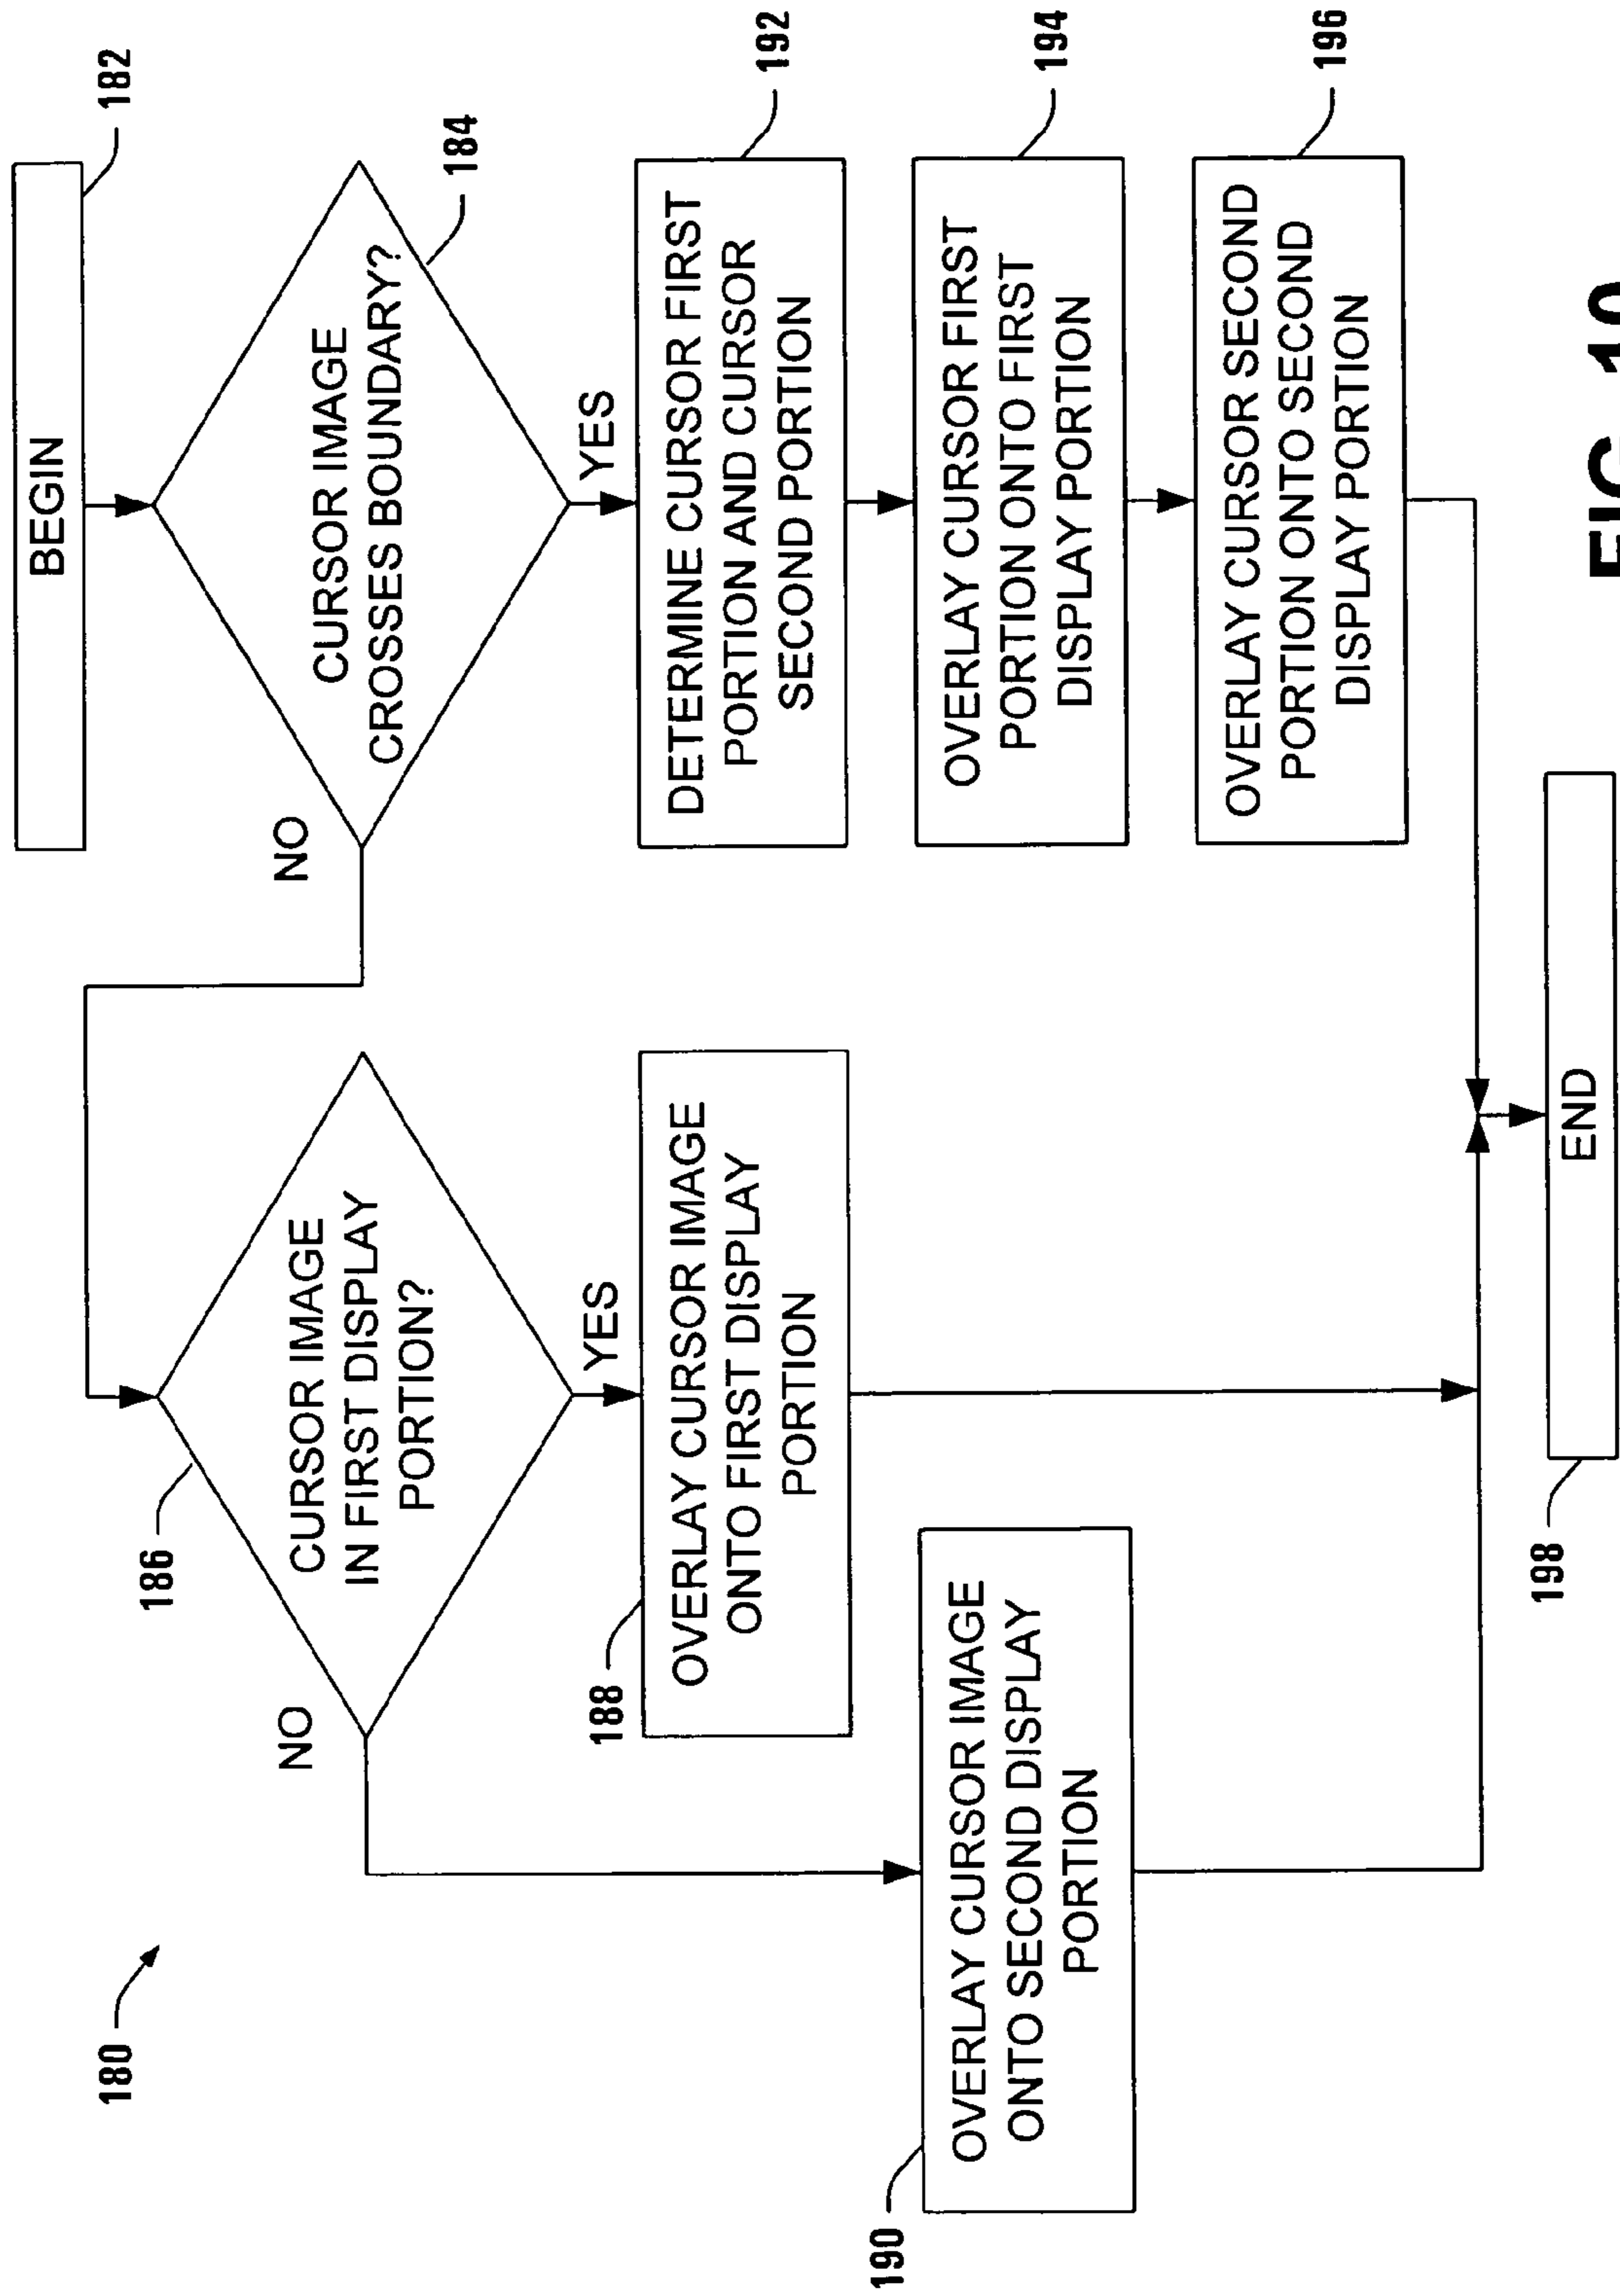 180
BEGIN
182
CURSOR IMAGE
CROSSES BOUNDARY?
184
NO
YES
186
CURSOR IMAGE
IN FIRST DISPLAY
PORTION?
NO
YES
188
OVERLAY CURSOR IMAGE
ONTO FIRST DISPLAY
PORTION
190
OVERLAY CURSOR IMAGE
ONTO SECOND DISPLAY
PORTION
DETERMINE CURSOR FIRST
PORTION AND CURSOR
SECOND PORTION
192
OVERLAY CURSOR FIRST
PORTION ONTO FIRST
DISPLAY PORTION
194
OVERLAY CURSOR SECOND
PORTION ONTO SECOND
DISPLAY PORTION
196
198
END
FIG. 10